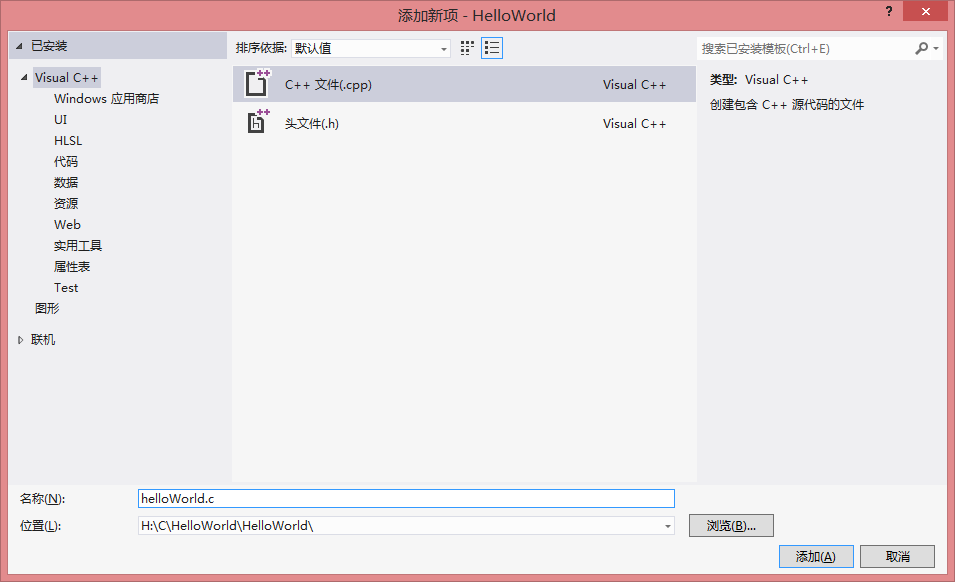 添加新项 - HelloWorld
?
已安装
排序依据: 默认值
搜索已安装模板(Ctrl+E)
Visual C++
Windows 应用商店
UI
HLSL
代码
数据
资源
Web
实用工具
属性表
Test
图形
联机
C++ 文件(.cpp) Visual C++
头文件(.h) Visual C++
类型: Visual C++
创建包含 C++ 源代码的文件
名称(N): helloWorld.c
位置(L): H:\C\HelloWorld\HelloWorld\
浏览(B)...
添加(A) 取消